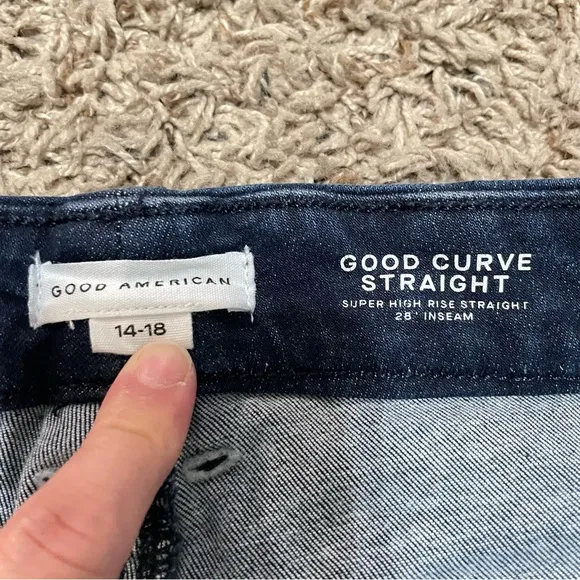 GOOD AMERICAN
14-18
GOOD CURVE
STRAIGHT
SUPER HIGH RISE STRAIGHT
28" INSEAM